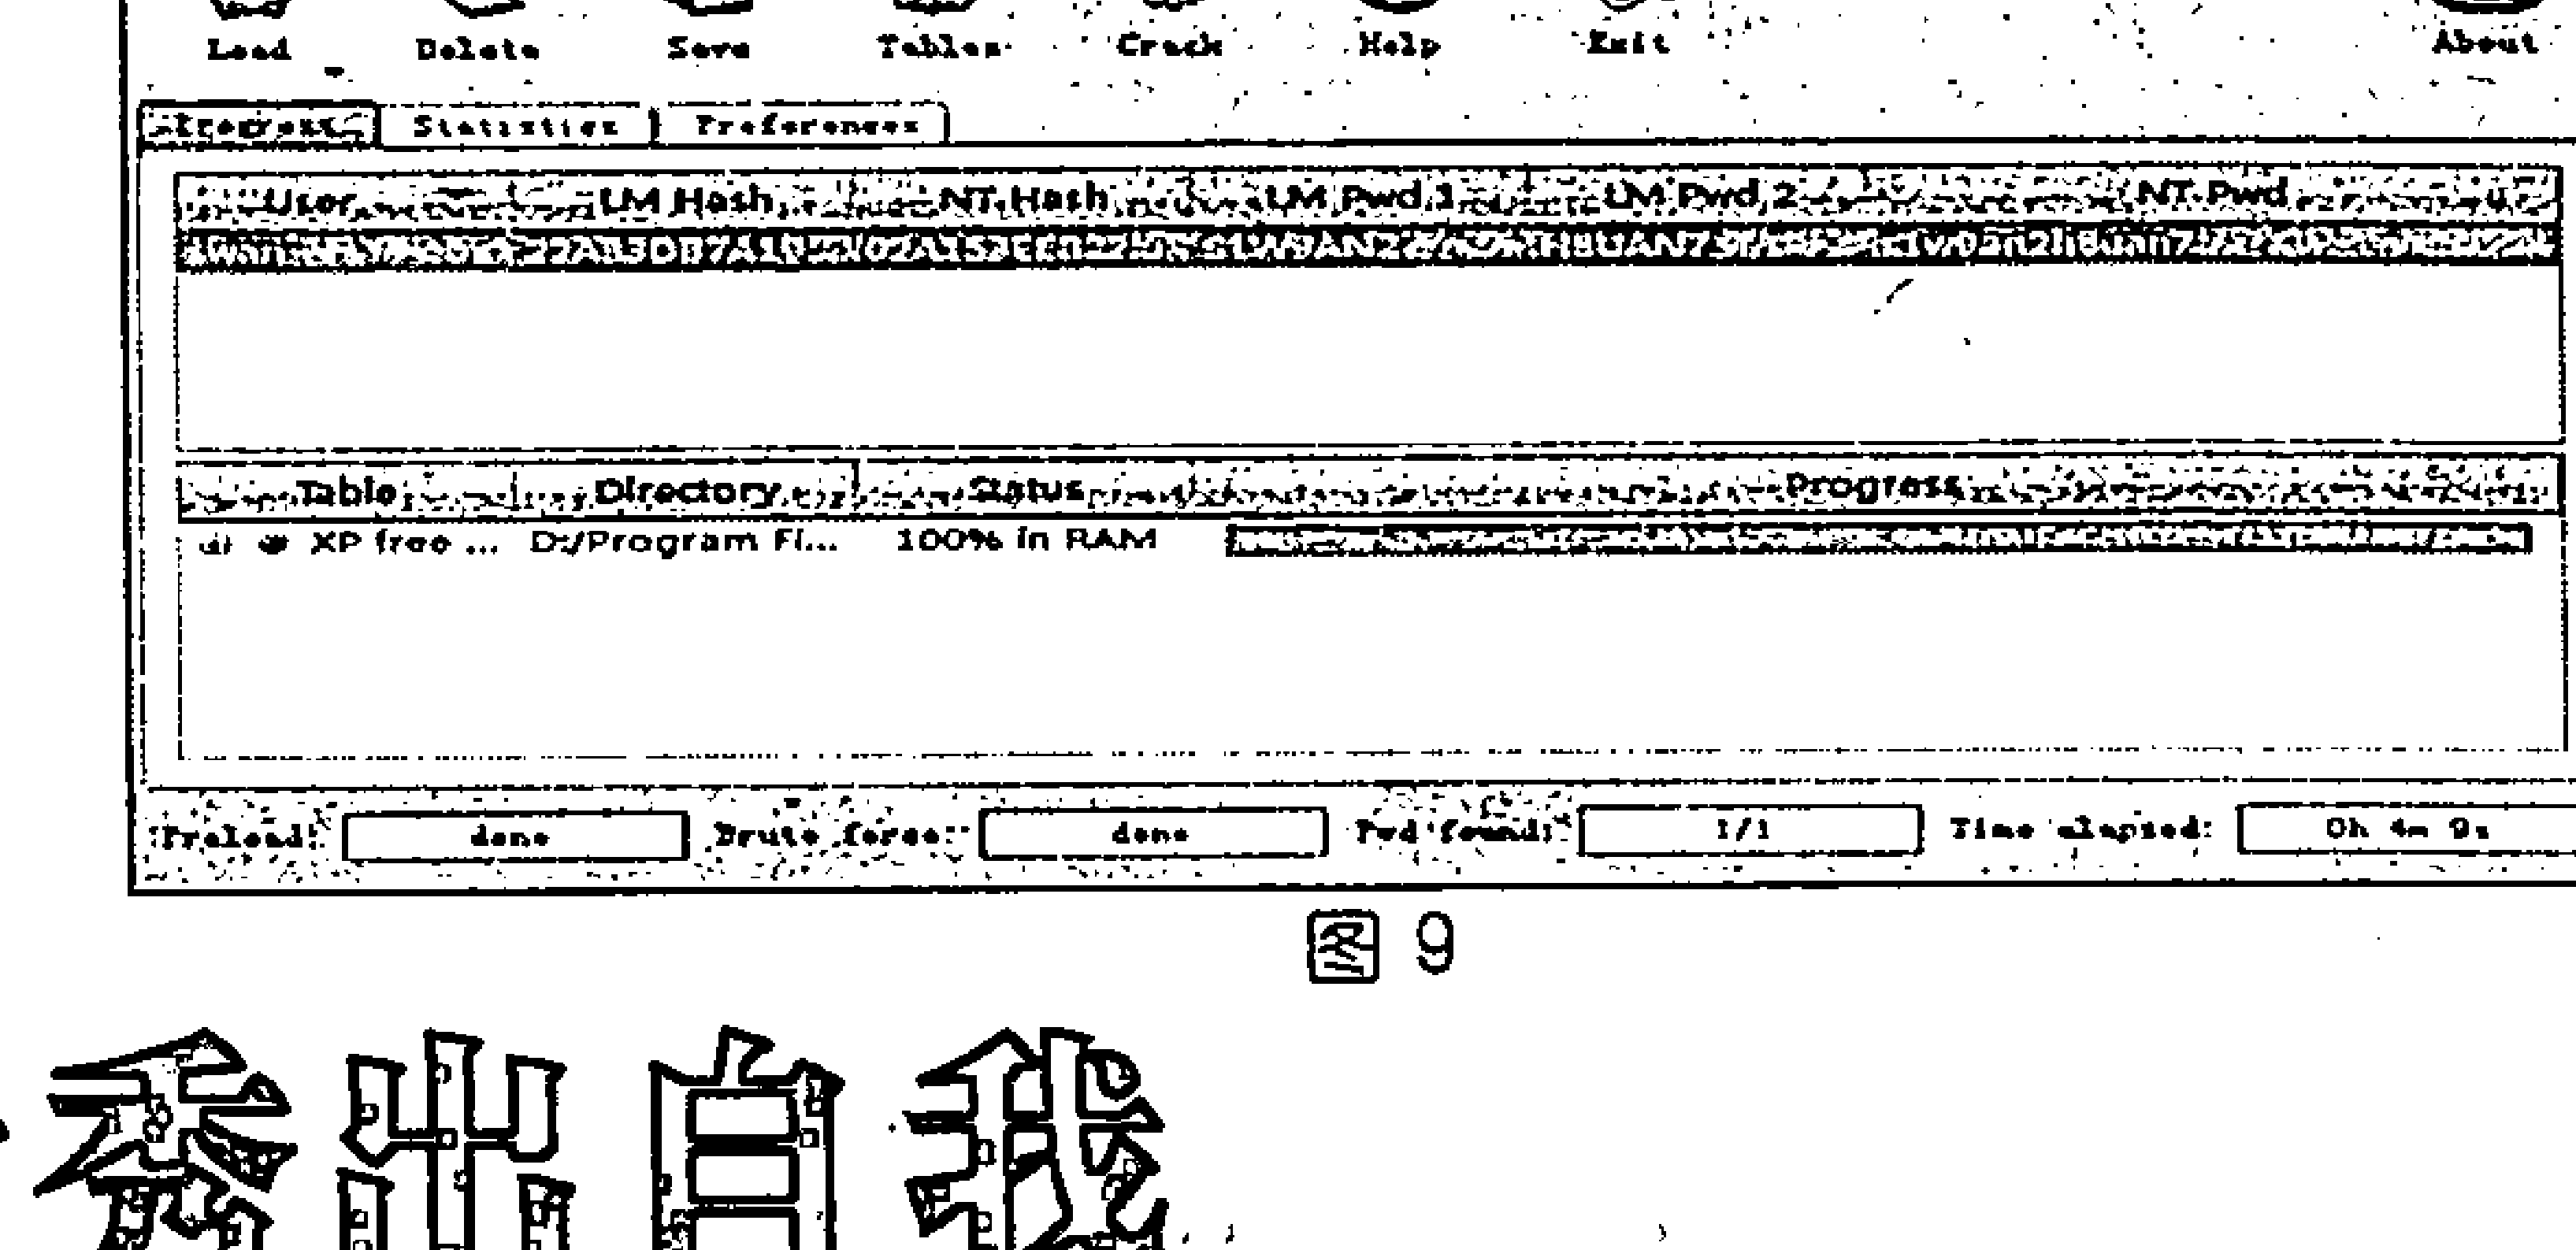 Load Delete Save Tables Crack Help Exit About
Progress Statistics Preferences
User LM Hash NT Hash LM Pwd 1 LM Pwd 2 NT Pwd
Table Directory Status Progress
XP free ... D:/Program Fi... 100% in RAM
Preload: done Brute force: done Pwd found: 1/1 Time elapsed: 0h 4m 9s
图 9
秀出自我